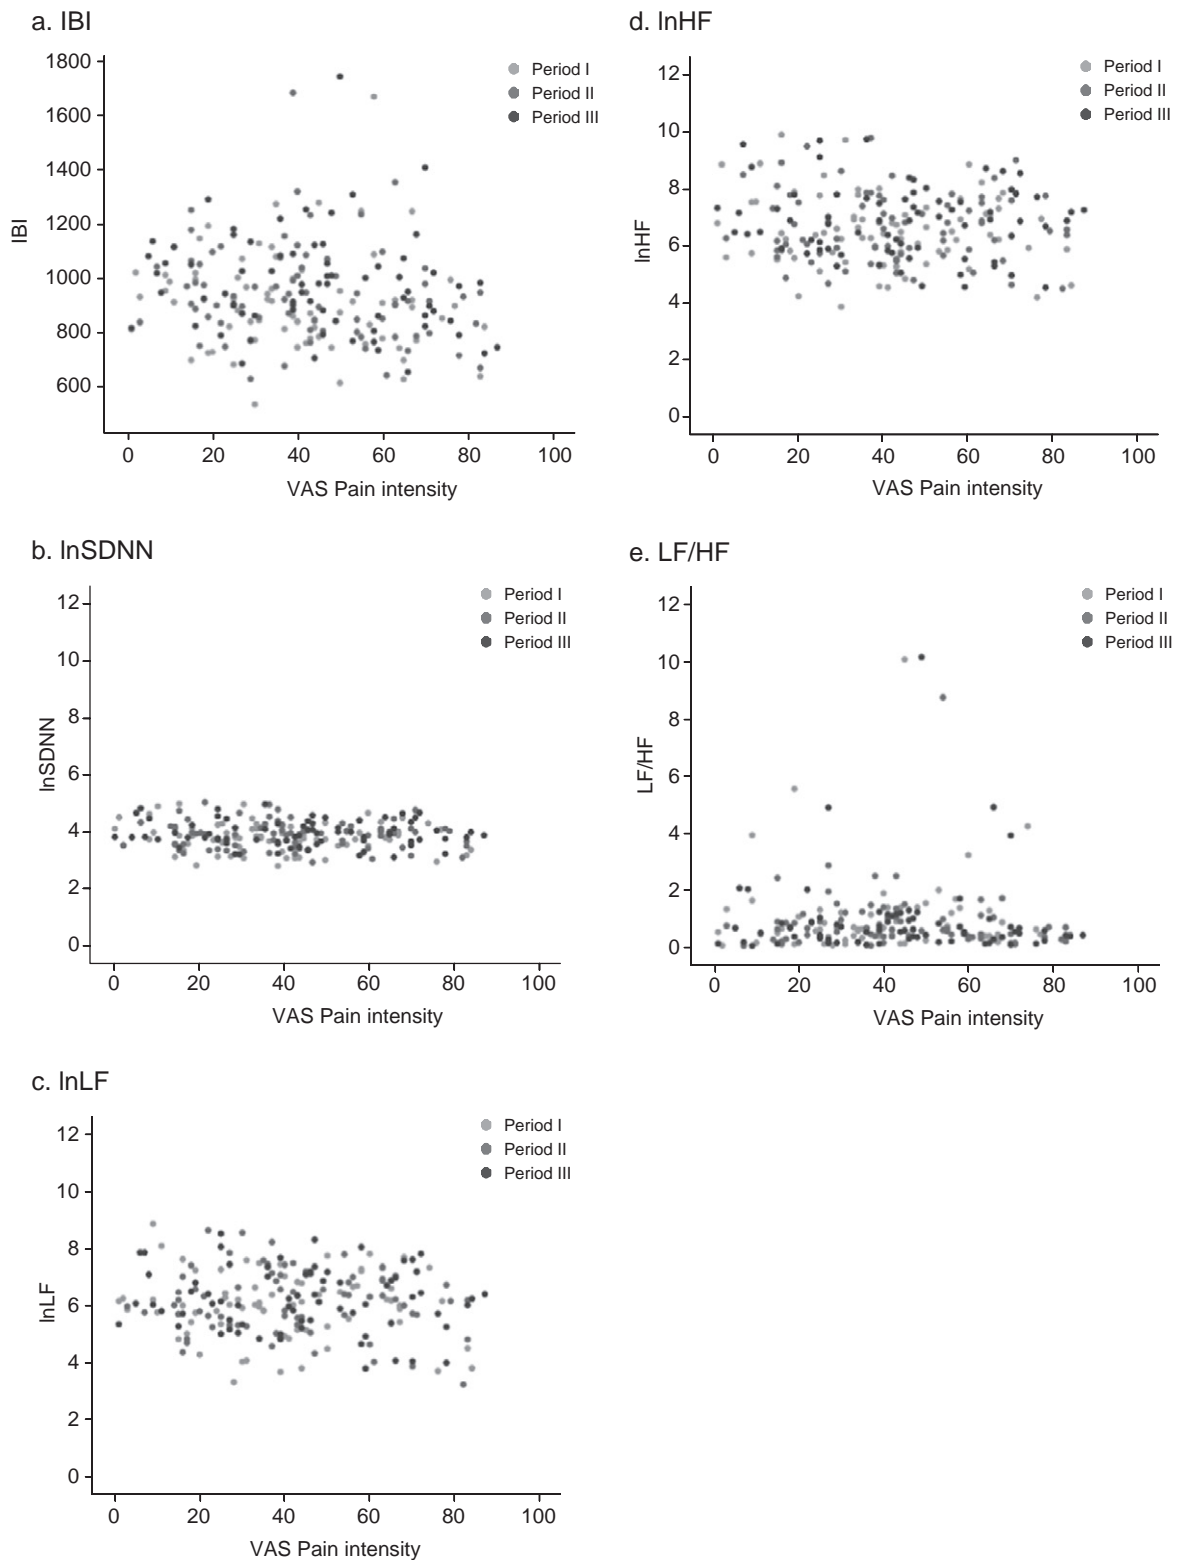 a. IBI
1800
1600
1400
1200
1000
800
600
IBI
Period I
Period II
Period III
0 20 40 60 80 100
VAS Pain intensity
d. lnHF
12
10
8
6
4
2
0
lnHF
Period I
Period II
Period III
0 20 40 60 80 100
VAS Pain intensity
b. lnSDNN
12
10
8
6
4
2
0
lnSDNN
Period I
Period II
Period III
0 20 40 60 80 100
VAS Pain intensity
e. LF/HF
12
10
8
6
4
2
0
LF/HF
Period I
Period II
Period III
0 20 40 60 80 100
VAS Pain intensity
c. lnLF
12
10
8
6
4
2
0
lnLF
Period I
Period II
Period III
0 20 40 60 80 100
VAS Pain intensity